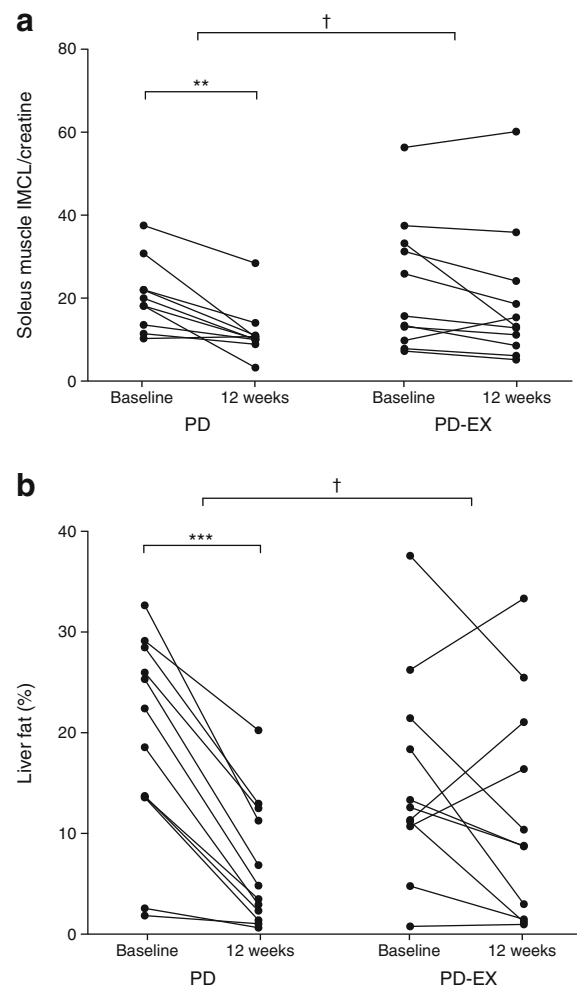 a
†
80
**
60
40
20
0
Soleus muscle IMCL/creatine
Baseline 12 weeks Baseline 12 weeks
PD PD-EX
b
†
40
***
30
20
10
0
Liver fat (%)
Baseline 12 weeks Baseline 12 weeks
PD PD-EX